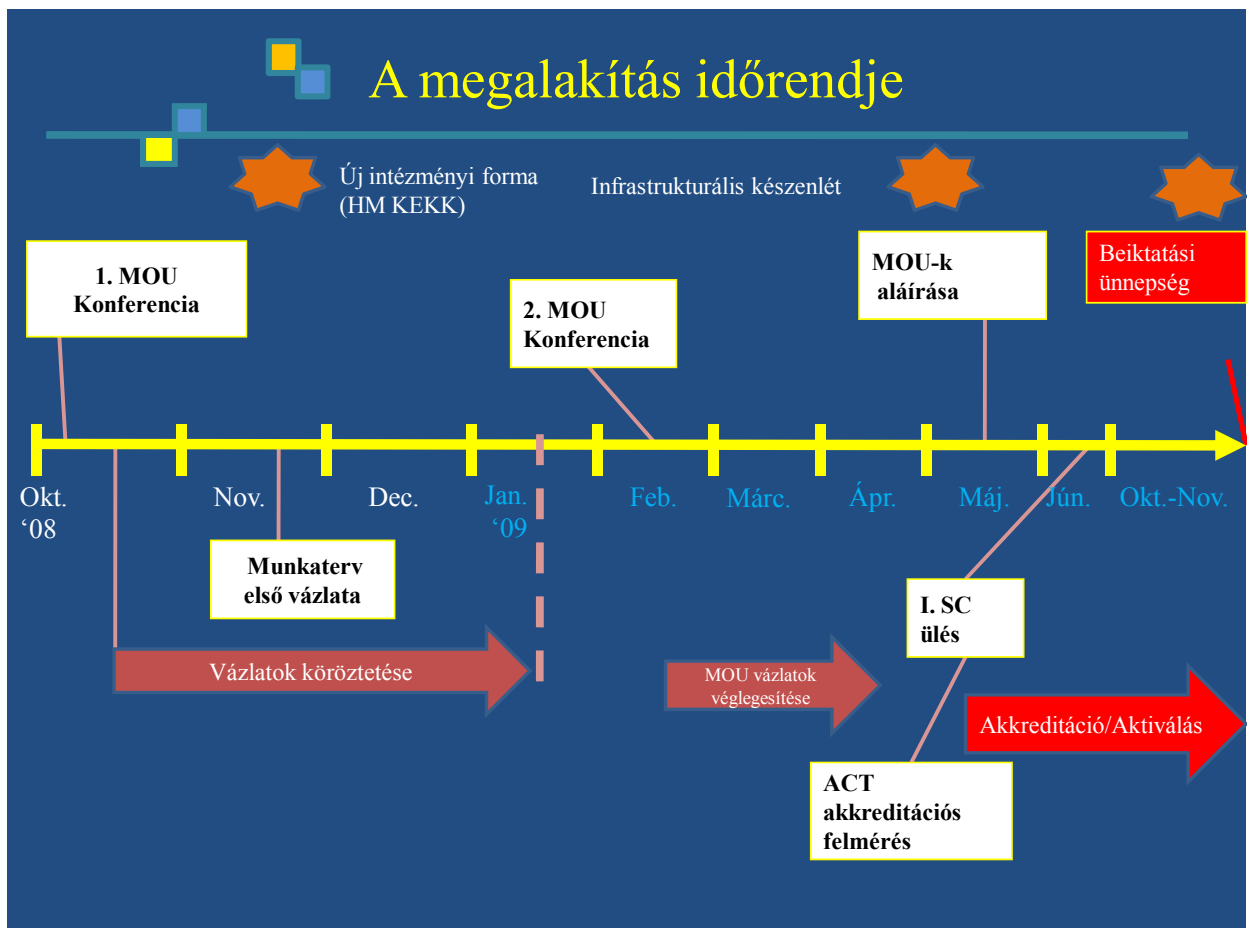 A megalakítás időrendje
Új intézményi forma
(HM KEKK)
Infrastrukturális készenlét
1. MOU
Konferencia
2. MOU
Konferencia
MOU-k
aláírása
Beiktatási
ünnepség
Okt.
‘08
Nov.
Dec.
Jan.
‘09
Feb.
Márc.
Ápr.
Máj.
Jún.
Okt.-Nov.
Munkaterv
első vázlata
I. SC
ülés
Vázlatok köröztetése
MOU vázlatok
véglegesítése
Akkreditáció/Aktiválás
ACT
akkreditációs
felmérés